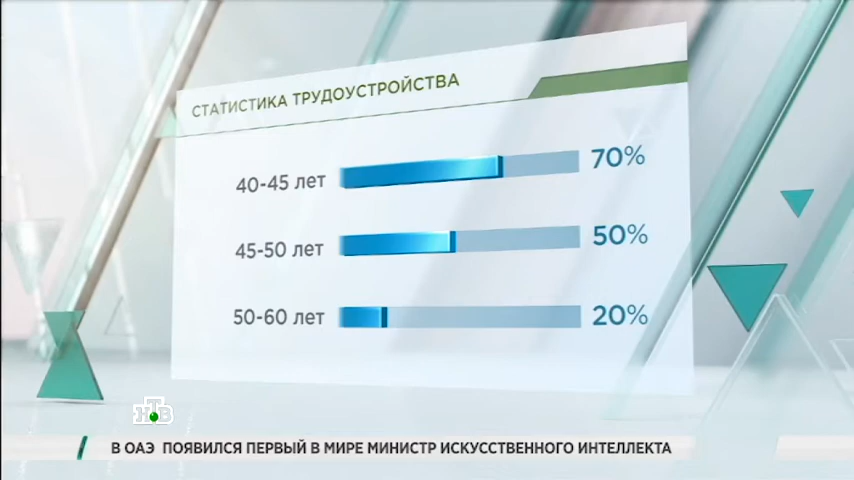 СТАТИСТИКА ТРУДОУСТРОЙСТВА
40-45 лет 70%
45-50 лет 50%
50-60 лет 20%
НТВ
В ОАЭ ПОЯВИЛСЯ ПЕРВЫЙ В МИРЕ МИНИСТР ИСКУССТВЕННОГО ИНТЕЛЛЕКТА